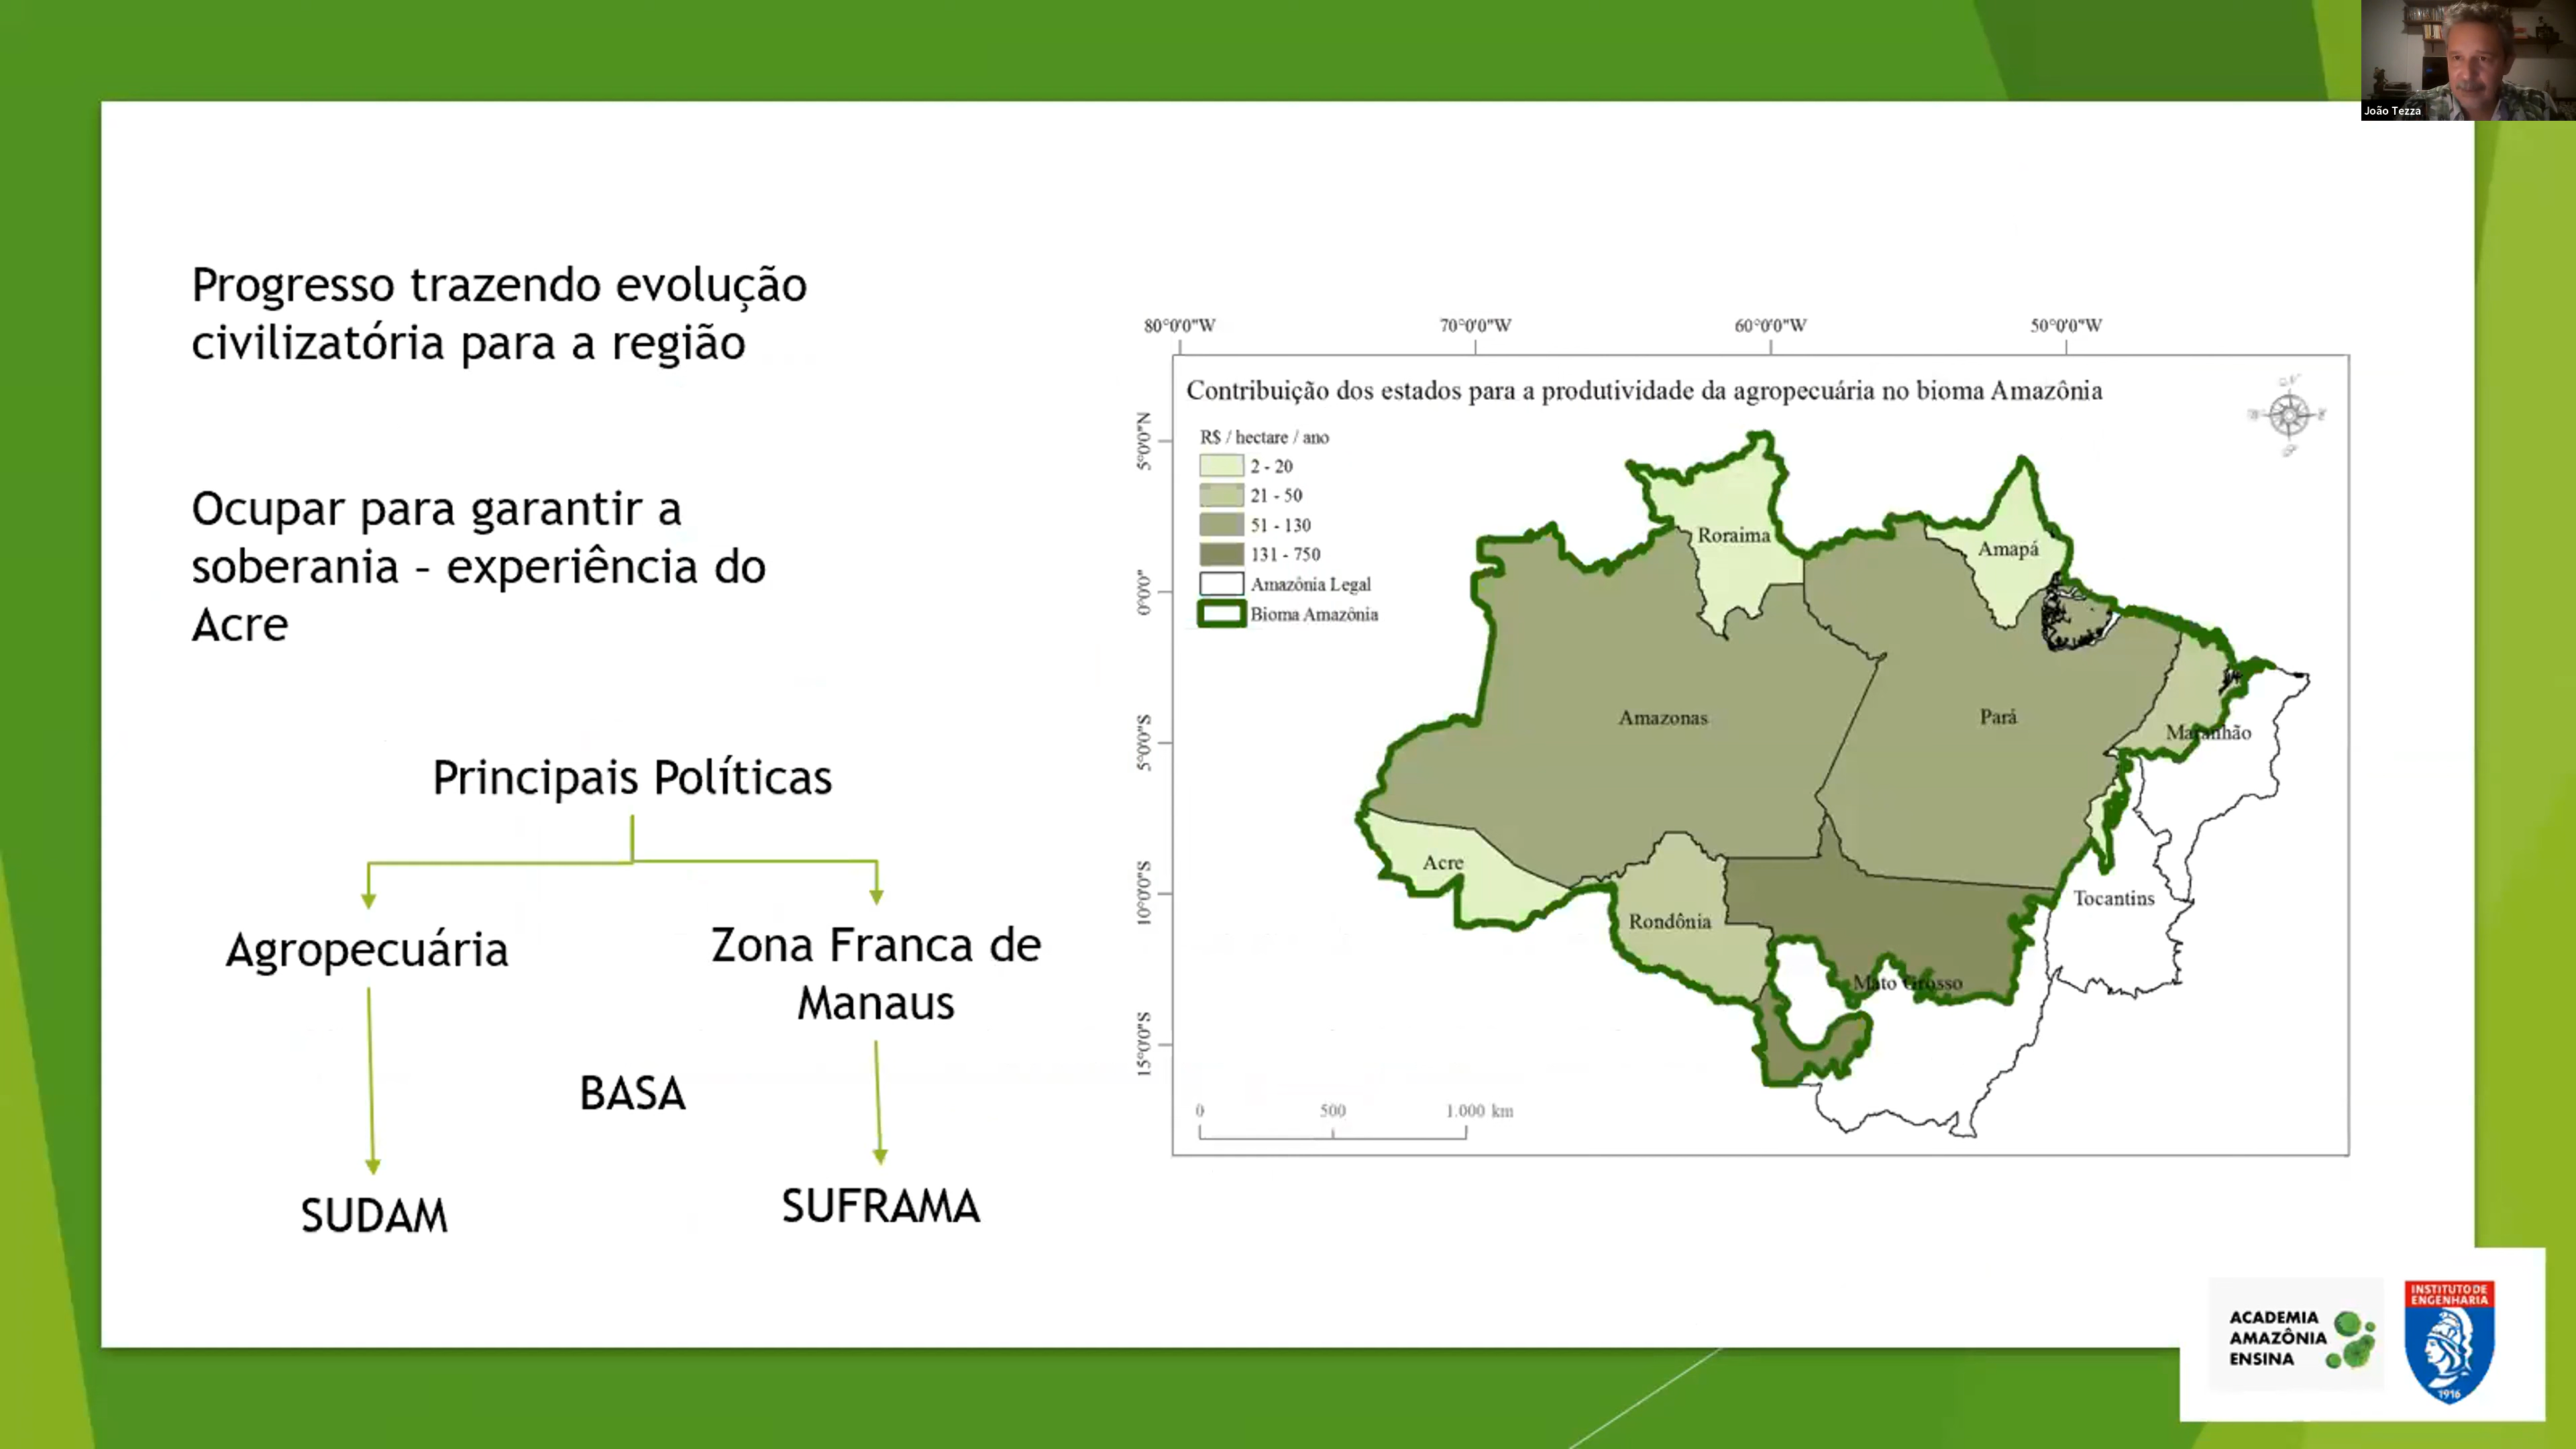 João Tezza
Progresso trazendo evolução
civilizatória para a região
Ocupar para garantir a
soberania – experiência do
Acre
Principais Políticas
Agropecuária
Zona Franca de
Manaus
BASA
SUDAM
SUFRAMA
80°0'0"W
70°0'0"W
60°0'0"W
50°0'0"W
5°0'0"N
0°0'0"
5°0'0"S
10°0'0"S
15°0'0"S
Contribuição dos estados para a produtividade da agropecuária no bioma Amazônia
R$ / hectare / ano
2 - 20
21 - 50
51 - 130
131 - 750
Amazônia Legal
Bioma Amazônia
Roraima
Amapá
Amazonas
Pará
Maranhão
Acre
Rondônia
Tocantins
Mato Grosso
0
500
1.000 km
ACADEMIA
AMAZÔNIA
ENSINA
INSTITUTO DE
ENGENHARIA
1916